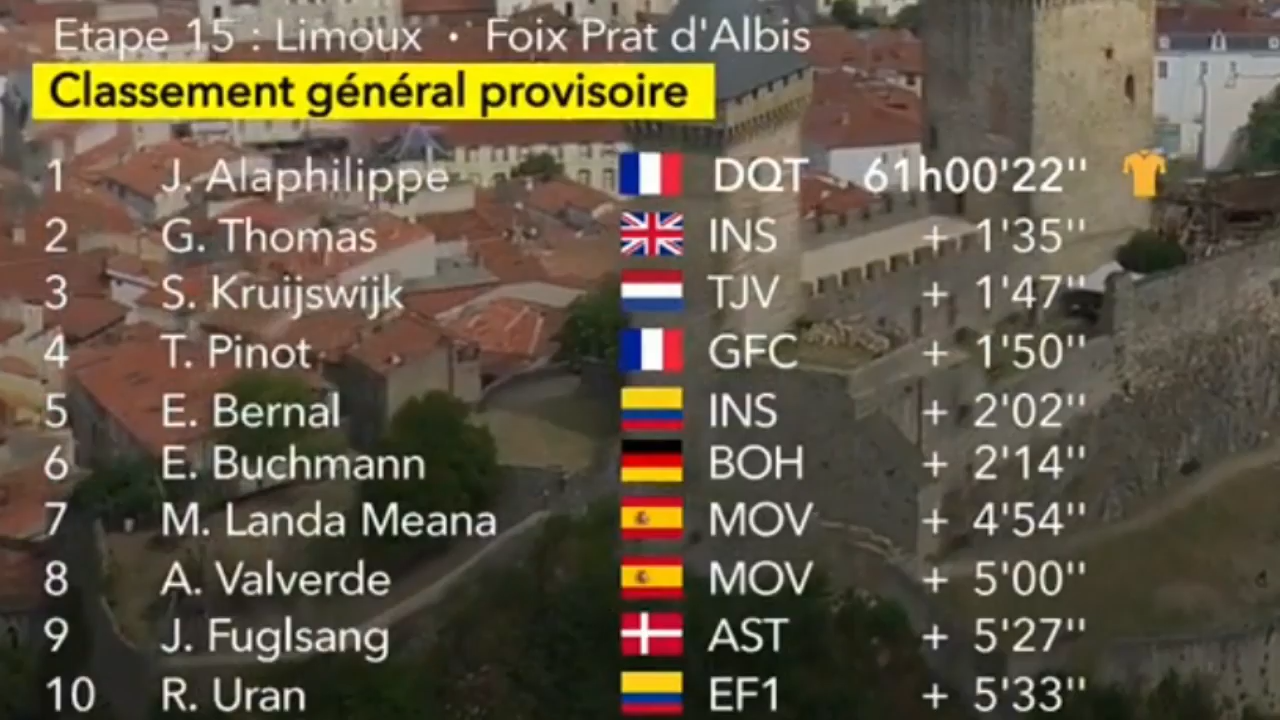 Etape 15 : Limoux • Foix Prat d'Albis
Classement général provisoire
1 J. Alaphilippe DQT 61h00'22''
2 G. Thomas INS + 1'35''
3 S. Kruijswijk TJV + 1'47''
4 T. Pinot GFC + 1'50''
5 E. Bernal INS + 2'02''
6 E. Buchmann BOH + 2'14''
7 M. Landa Meana MOV + 4'54''
8 A. Valverde MOV + 5'00''
9 J. Fuglsang AST + 5'27''
10 R. Uran EF1 + 5'33''